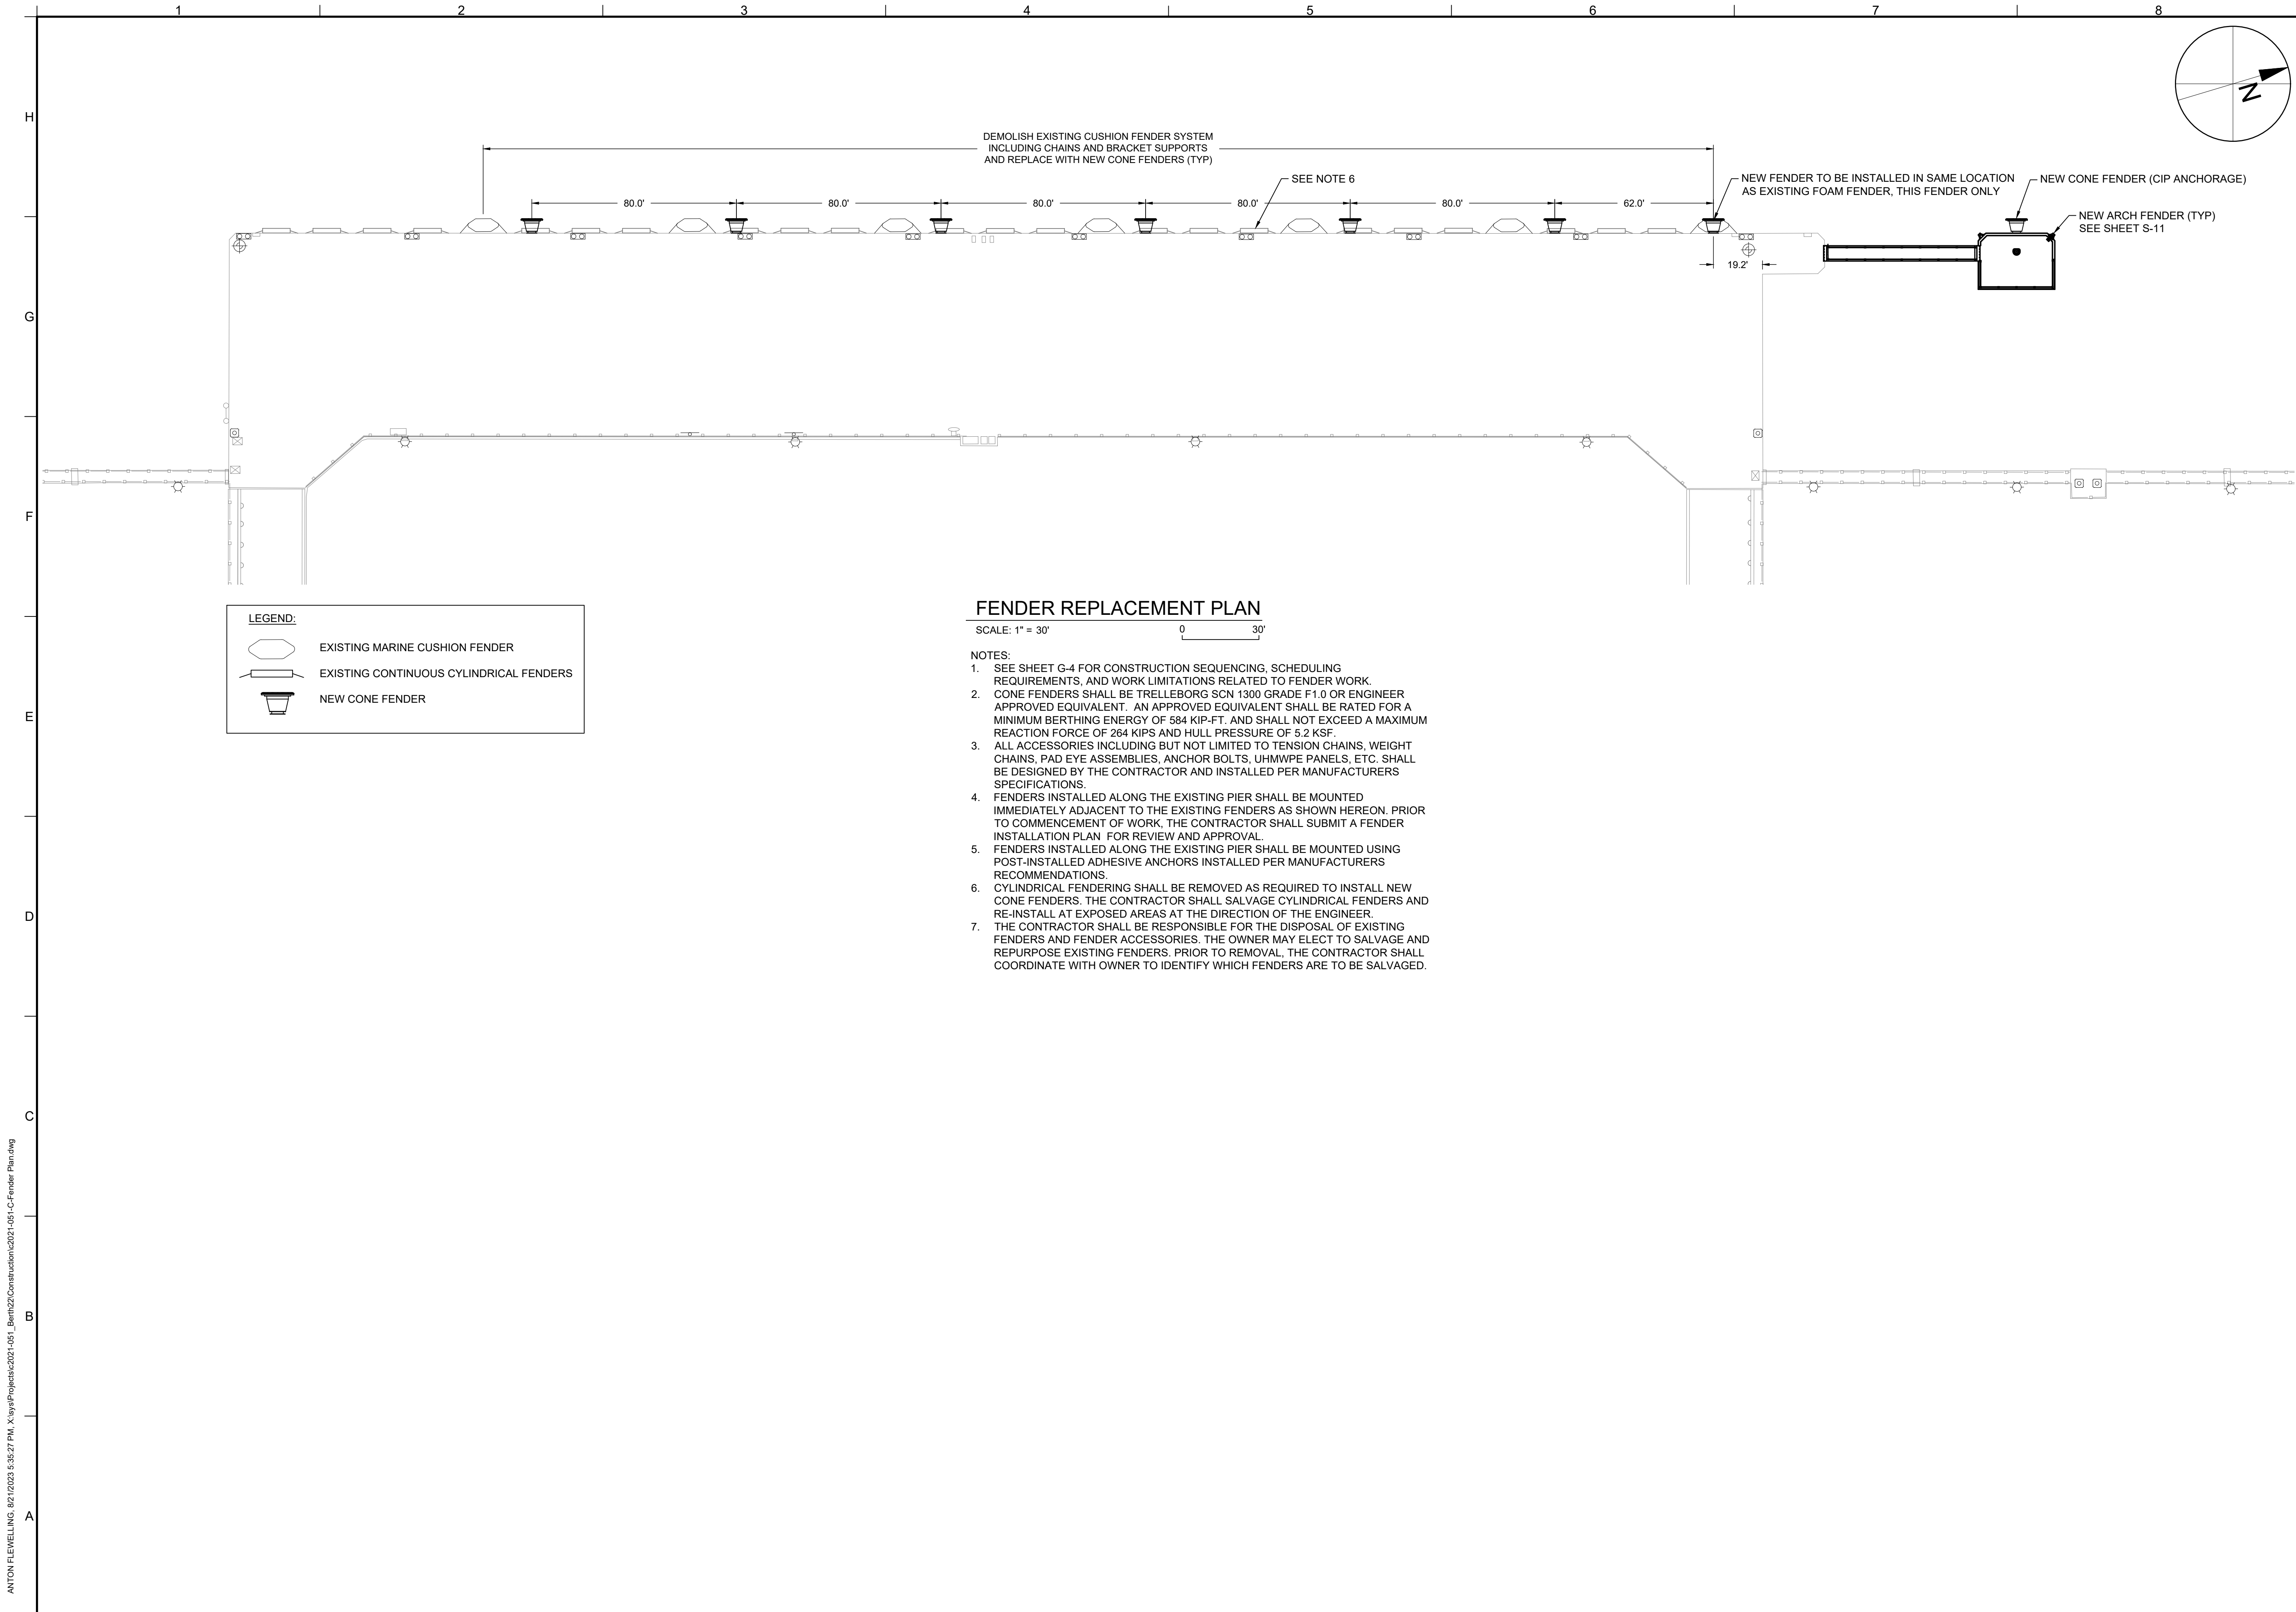 1 2 3 4 5 6 7 8
H
G
F
E
D
C
B
A
N
DEMOLISH EXISTING CUSHION FENDER SYSTEM
INCLUDING CHAINS AND BRACKET SUPPORTS
AND REPLACE WITH NEW CONE FENDERS (TYP)
SEE NOTE 6
NEW FENDER TO BE INSTALLED IN SAME LOCATION
AS EXISTING FOAM FENDER, THIS FENDER ONLY
NEW CONE FENDER (CIP ANCHORAGE)
NEW ARCH FENDER (TYP)
SEE SHEET S-11
80.0' 80.0' 80.0' 80.0' 80.0' 62.0'
19.2'
LEGEND:
EXISTING MARINE CUSHION FENDER
EXISTING CONTINUOUS CYLINDRICAL FENDERS
NEW CONE FENDER
FENDER REPLACEMENT PLAN
SCALE: 1" = 30' 0 30'
NOTES:
1. SEE SHEET G-4 FOR CONSTRUCTION SEQUENCING, SCHEDULING
REQUIREMENTS, AND WORK LIMITATIONS RELATED TO FENDER WORK.
2. CONE FENDERS SHALL BE TRELLEBORG SCN 1300 GRADE F1.0 OR ENGINEER
APPROVED EQUIVALENT. AN APPROVED EQUIVALENT SHALL BE RATED FOR A
MINIMUM BERTHING ENERGY OF 584 KIP-FT. AND SHALL NOT EXCEED A MAXIMUM
REACTION FORCE OF 264 KIPS AND HULL PRESSURE OF 5.2 KSF.
3. ALL ACCESSORIES INCLUDING BUT NOT LIMITED TO TENSION CHAINS, WEIGHT
CHAINS, PAD EYE ASSEMBLIES, ANCHOR BOLTS, UHMWPE PANELS, ETC. SHALL
BE DESIGNED BY THE CONTRACTOR AND INSTALLED PER MANUFACTURERS
SPECIFICATIONS.
4. FENDERS INSTALLED ALONG THE EXISTING PIER SHALL BE MOUNTED
IMMEDIATELY ADJACENT TO THE EXISTING FENDERS AS SHOWN HEREON. PRIOR
TO COMMENCEMENT OF WORK, THE CONTRACTOR SHALL SUBMIT A FENDER
INSTALLATION PLAN FOR REVIEW AND APPROVAL.
5. FENDERS INSTALLED ALONG THE EXISTING PIER SHALL BE MOUNTED USING
POST-INSTALLED ADHESIVE ANCHORS INSTALLED PER MANUFACTURERS
RECOMMENDATIONS.
6. CYLINDRICAL FENDERING SHALL BE REMOVED AS REQUIRED TO INSTALL NEW
CONE FENDERS. THE CONTRACTOR SHALL SALVAGE CYLINDRICAL FENDERS AND
RE-INSTALL AT EXPOSED AREAS AT THE DIRECTION OF THE ENGINEER.
7. THE CONTRACTOR SHALL BE RESPONSIBLE FOR THE DISPOSAL OF EXISTING
FENDERS AND FENDER ACCESSORIES. THE OWNER MAY ELECT TO SALVAGE AND
REPURPOSE EXISTING FENDERS. PRIOR TO REMOVAL, THE CONTRACTOR SHALL
COORDINATE WITH OWNER TO IDENTIFY WHICH FENDERS ARE TO BE SALVAGED.
ANTON FLEWELLING, 8/21/2023 5:35:27 PM, X:\sys\Projects\c2021-051_Berth22\Construction\c2021-051-C-Fender Plan.dwg